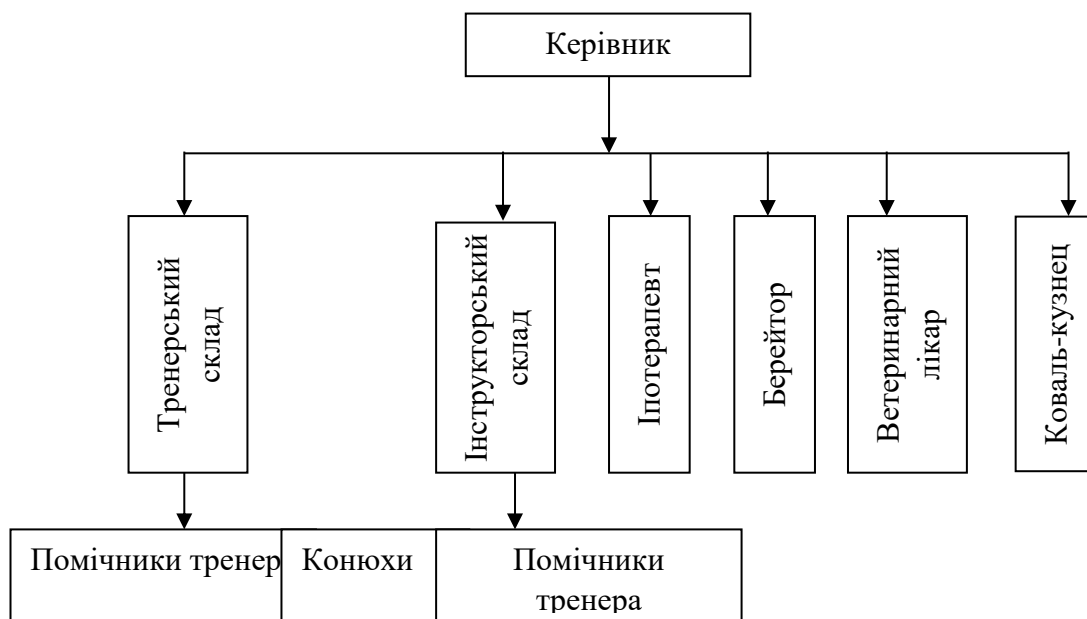 Керівник
Тренерський
склад
Інструкторський
склад
Іпотерапевт
Берейтор
Ветеринарний
лікар
Коваль-кузнец
Помічники тренер
Конюхи
Помічники
тренера